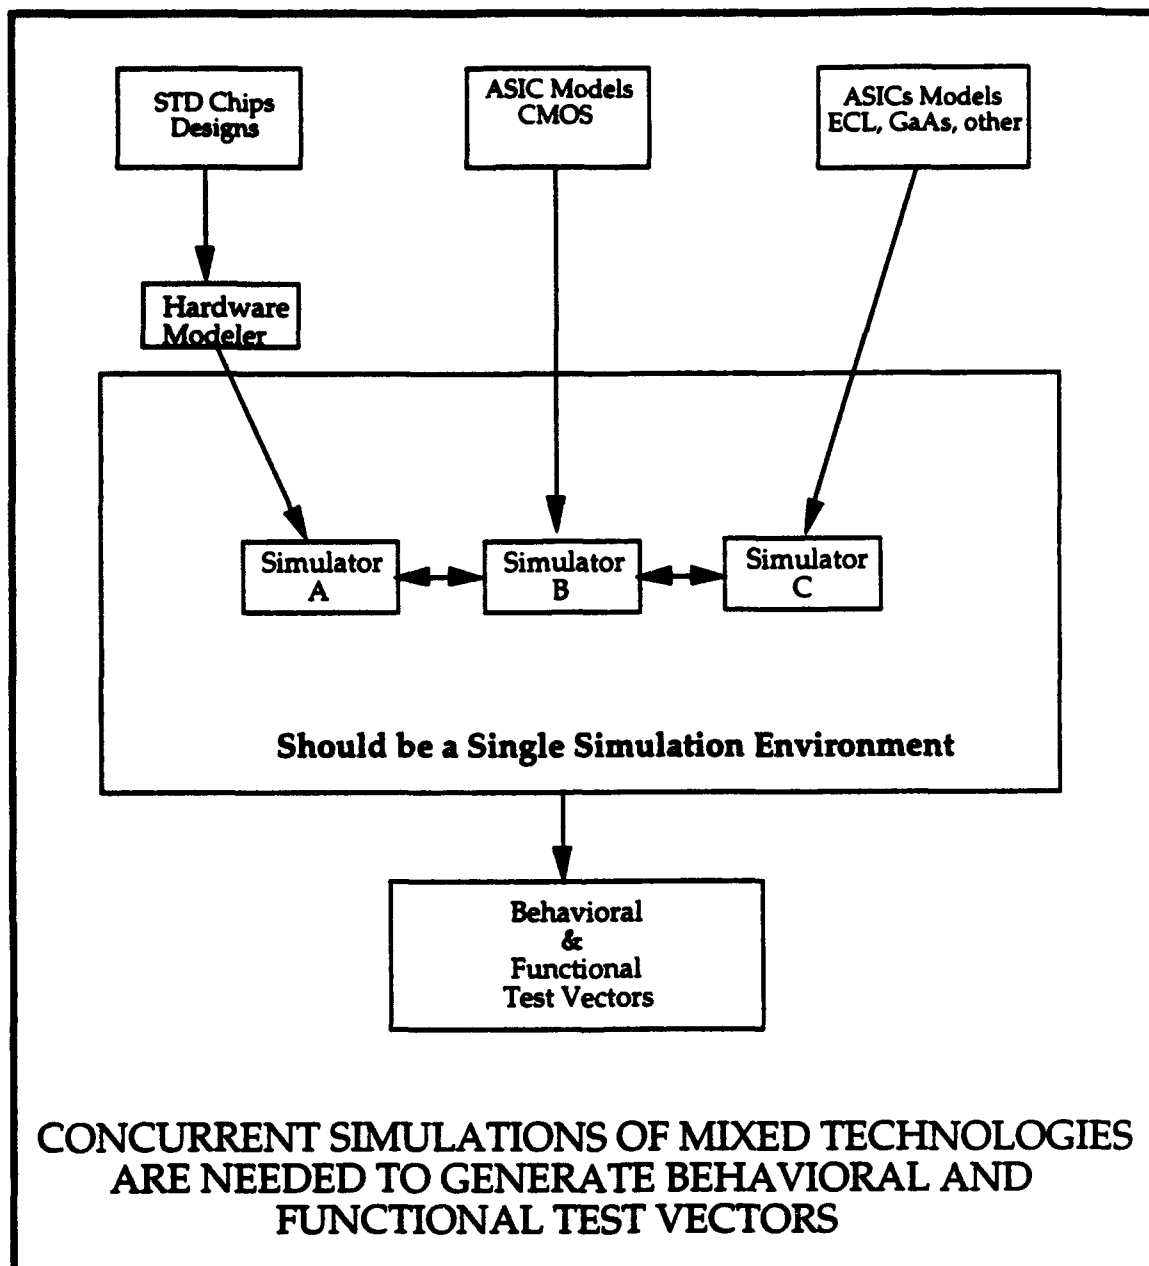 STD Chips
Designs
ASIC Models
CMOS
ASICs Models
ECL, GaAs, other
Hardware
Modeler
Simulator
A
Simulator
B
Simulator
C
Should be a Single Simulation Environment
Behavioral
&
Functional
Test Vectors
CONCURRENT SIMULATIONS OF MIXED TECHNOLOGIES
ARE NEEDED TO GENERATE BEHAVIORAL AND
FUNCTIONAL TEST VECTORS